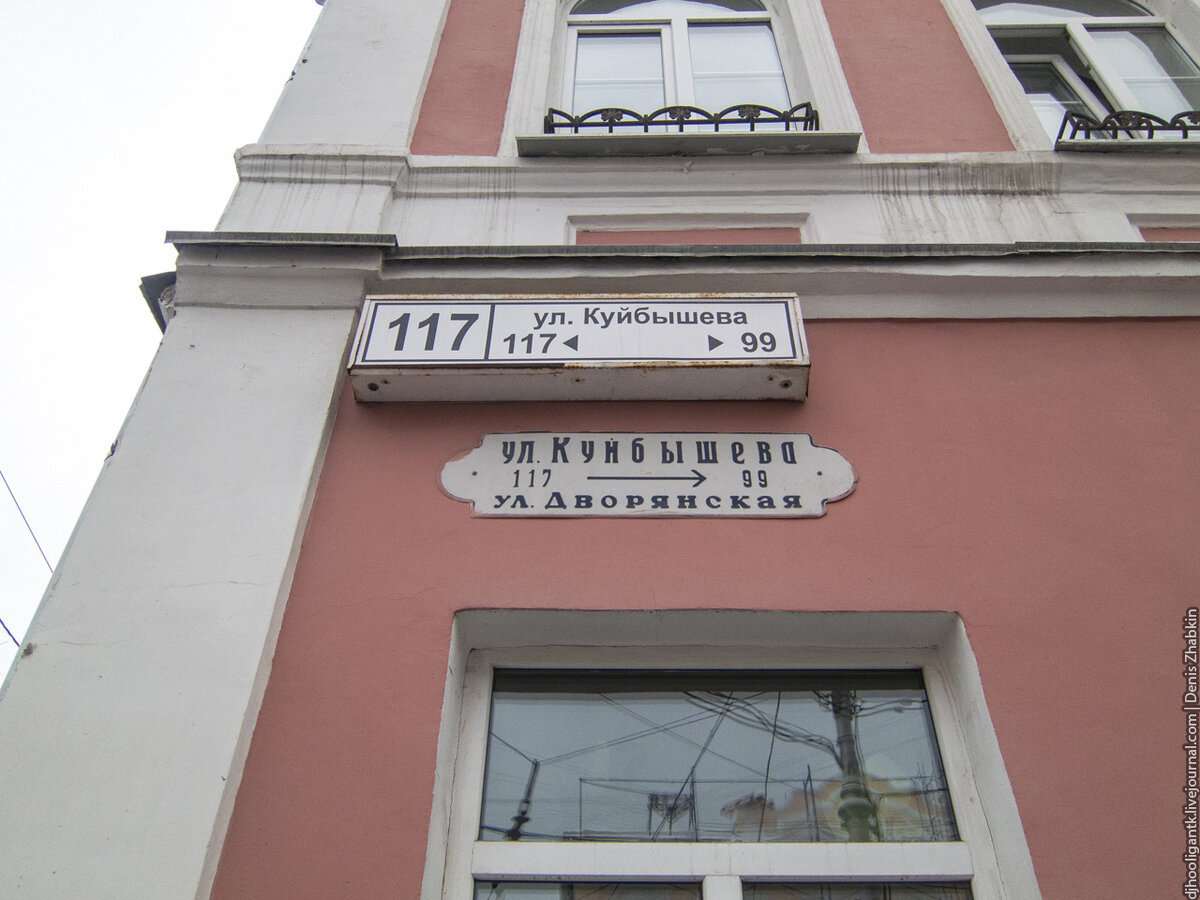 117
ул. Куйбышева
117 ◄ ► 99
ул. Куйбышева
117 → 99
ул. Дворянская
djhooligantk.livejournal.com | Denis Zhabkin